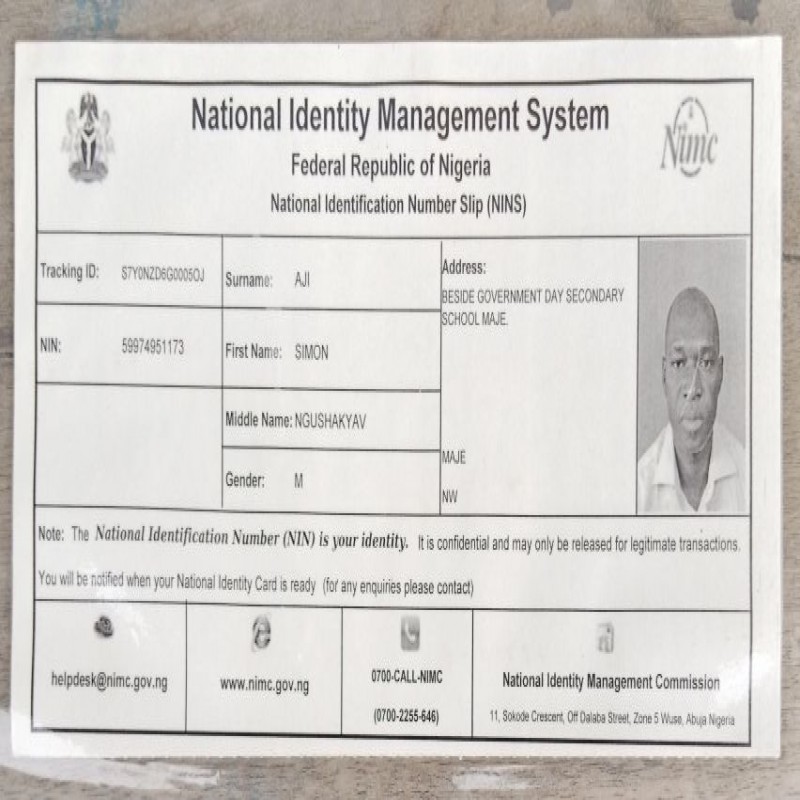 National Identity Management System
Federal Republic of Nigeria
National Identification Number Slip (NINS)
Nimc
Tracking ID: S7Y0NZD6G0005OJ
Surname: AJI
Address:
BESIDE GOVERNMENT DAY SECONDARY
SCHOOL MAJE.
NIN: 59974951173
First Name: SIMON
Middle Name: NGUSHAKYAV
Gender: M
MAJE
NW
Note: The National Identification Number (NIN) is your identity. It is confidential and may only be released for legitimate transactions.
You will be notified when your National Identity Card is ready (for any enquiries please contact)
helpdesk@nimc.gov.ng
www.nimc.gov.ng
0700-CALL-NIMC
(0700-2255-646)
National Identity Management Commission
11, Sokode Crescent, Off Dalaba Street, Zone 5 Wuse, Abuja Nigeria